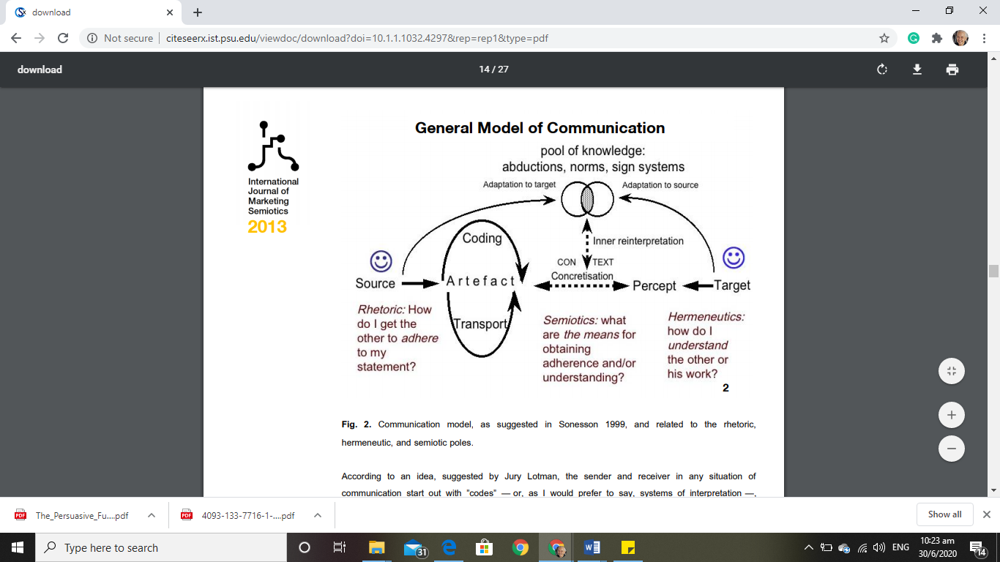 download
Not secure
citeseerx.ist.psu.edu/viewdoc/download?doi=10.1.1.1032.4297&rep=rep1&type=pdf
download
14 / 27
International
Journal of
Marketing
Semiotics
2013
General Model of Communication
pool of knowledge:
abductions, norms, sign systems
Adaptation to target
Adaptation to source
Coding
Inner reinterpretation
CON TEXT
Concretisation
Source
Artefact
Percept
Target
Transport
Rhetoric: How
do I get the
other to adhere
to my
statement?
Semiotics: what
are the means for
obtaining
adherence and/or
understanding?
Hermeneutics:
how do I
understand
the other or
his work?
2
Fig. 2. Communication model, as suggested in Sonesson 1999, and related to the rhetoric,
hermeneutic, and semiotic poles.
According to an idea, suggested by Jury Lotman, the sender and receiver in any situation of
communication start out with "codes" — or, as I would prefer to say, systems of interpretation —,
PDF
The_Persuasive_Fu....pdf
PDF
4093-133-7716-1-....pdf
Show all
Type here to search
31
ENG
10:23 am
30/6/2020
14